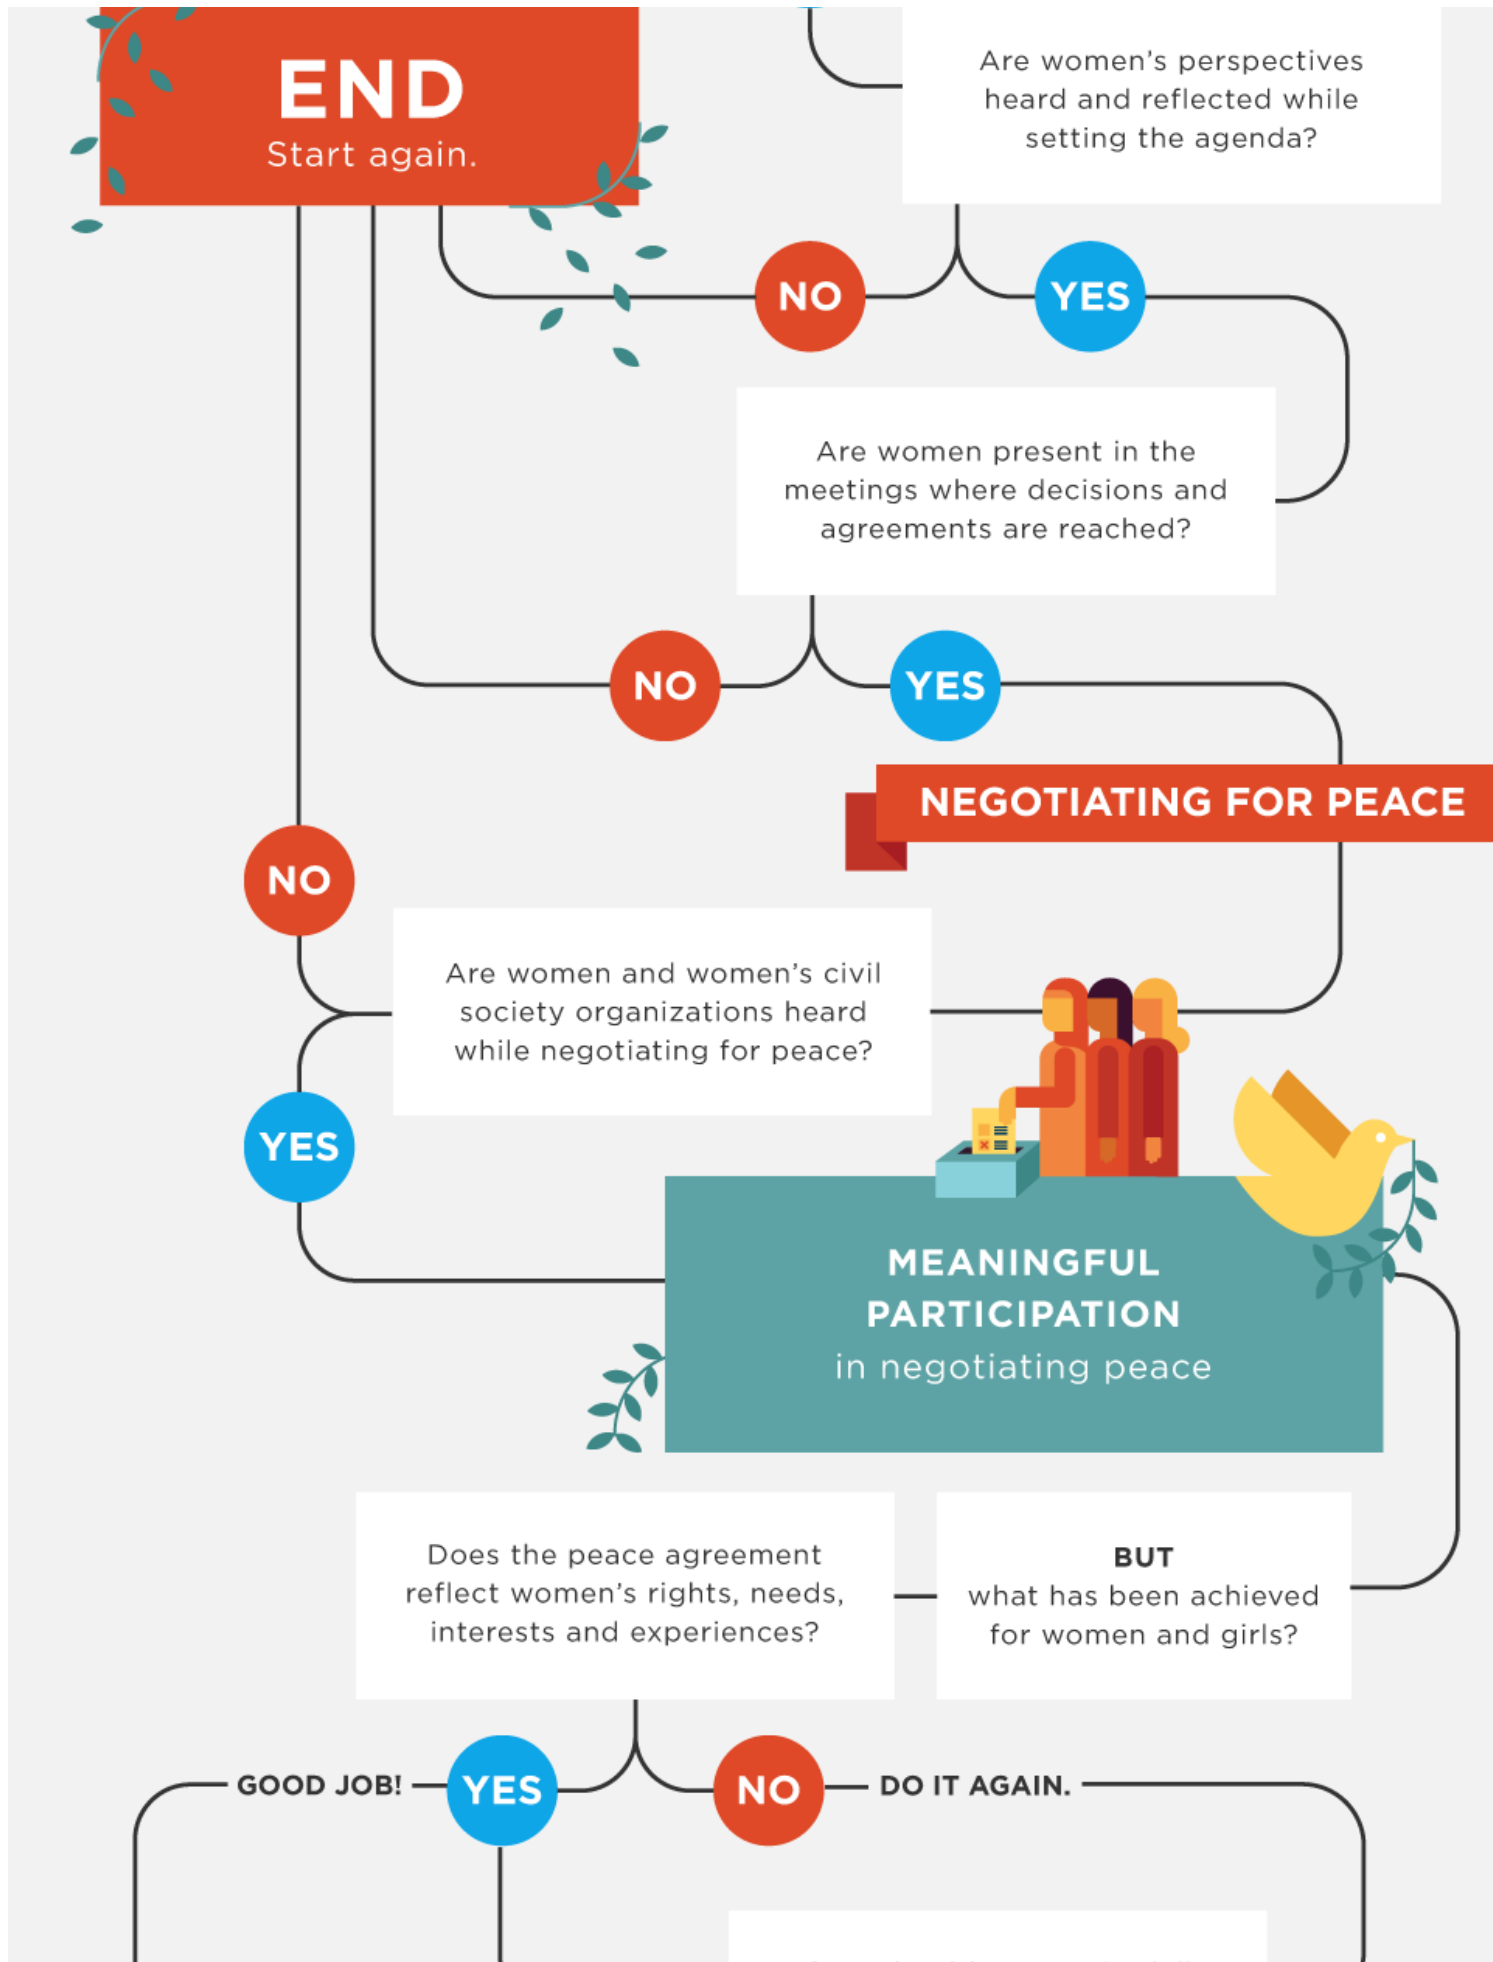 END
Start again.
Are women's perspectives
heard and reflected while
setting the agenda?
NO
YES
Are women present in the
meetings where decisions and
agreements are reached?
NO
YES
NEGOTIATING FOR PEACE
NO
Are women and women's civil
society organizations heard
while negotiating for peace?
YES
MEANINGFUL
PARTICIPATION
in negotiating peace
BUT
what has been achieved
for women and girls?
Does the peace agreement
reflect women's rights, needs,
interests and experiences?
GOOD JOB!
YES
NO
DO IT AGAIN.